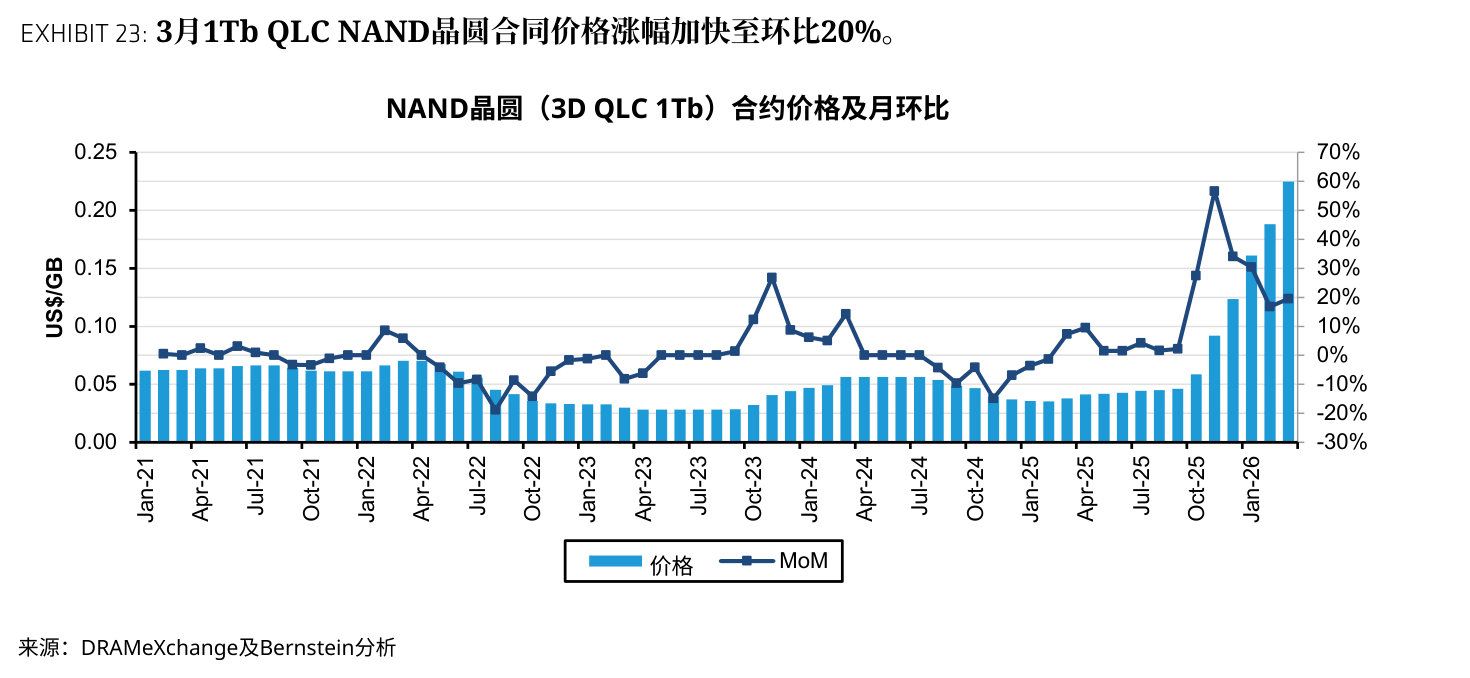 EXHIBIT 23: 3月1Tb QLC NAND晶圆合同价格涨幅加快至环比20%。
NAND晶圆（3D QLC 1Tb）合约价格及月环比
0.25
0.20
0.15
0.10
0.05
0.00
US$/GB
70%
60%
50%
40%
30%
20%
10%
0%
-10%
-20%
-30%
Jan-21
Apr-21
Jul-21
Oct-21
Jan-22
Apr-22
Jul-22
Oct-22
Jan-23
Apr-23
Jul-23
Oct-23
Jan-24
Apr-24
Jul-24
Oct-24
Jan-25
Apr-25
Jul-25
Oct-25
Jan-26
价格
MoM
来源：DRAMeXchange及Bernstein分析